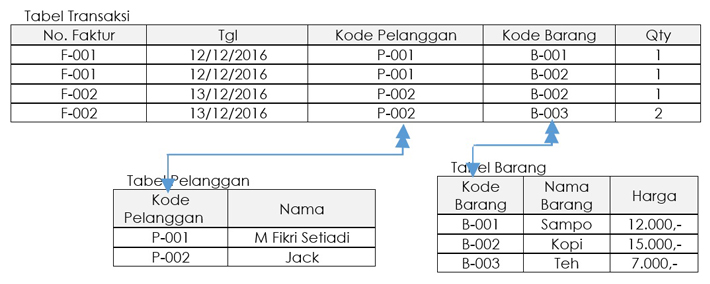 Tabel Transaksi
No. Faktur Tgl Kode Pelanggan Kode Barang Qty
F-001 12/12/2016 P-001 B-001 1
F-001 12/12/2016 P-001 B-002 1
F-002 13/12/2016 P-002 B-002 1
F-002 13/12/2016 P-002 B-003 2
Tabel Pelanggan
Kode Pelanggan Nama
P-001 M Fikri Setiadi
P-002 Jack
Tabel Barang
Kode Barang Nama Barang Harga
B-001 Sampo 12.000,-
B-002 Kopi 15.000,-
B-003 Teh 7.000,-